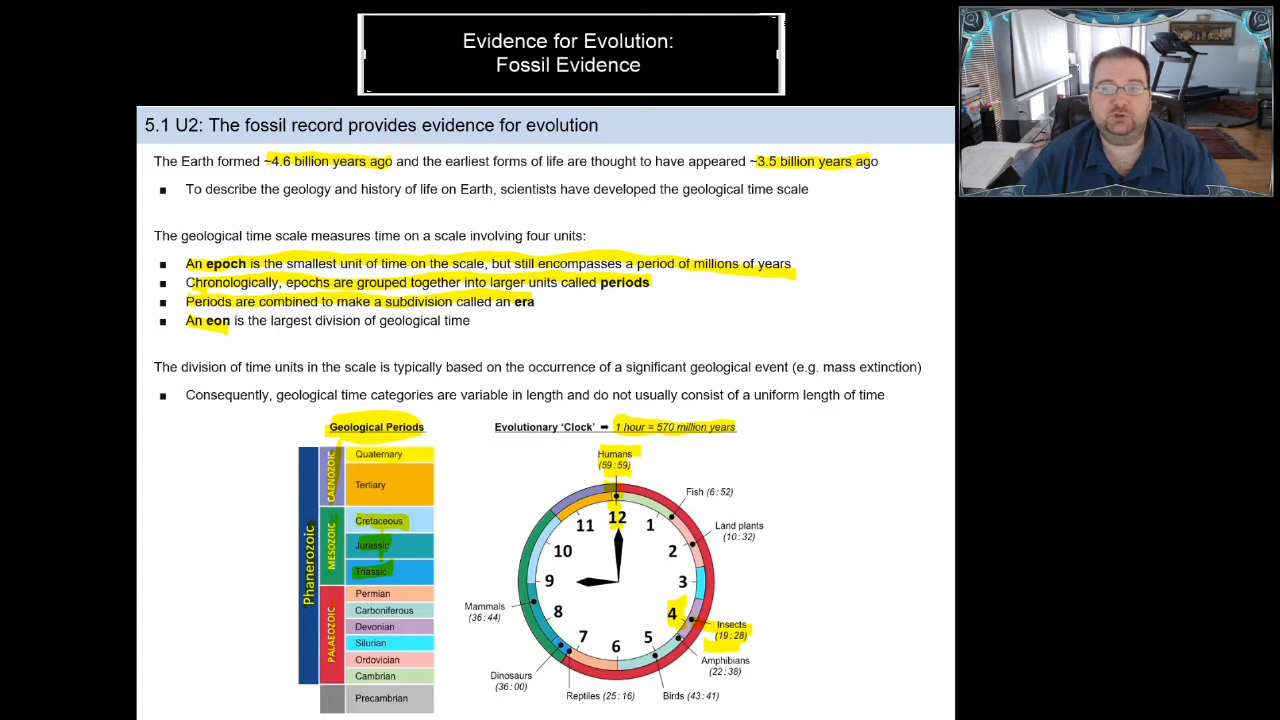 Evidence for Evolution:
Fossil Evidence
5.1 U2: The fossil record provides evidence for evolution
The Earth formed ~4.6 billion years ago and the earliest forms of life are thought to have appeared ~3.5 billion years ago
▪ To describe the geology and history of life on Earth, scientists have developed the geological time scale
The geological time scale measures time on a scale involving four units:
▪ An epoch is the smallest unit of time on the scale, but still encompasses a period of millions of years
▪ Chronologically, epochs are grouped together into larger units called periods
▪ Periods are combined to make a subdivision called an era
▪ An eon is the largest division of geological time
The division of time units in the scale is typically based on the occurrence of a significant geological event (e.g. mass extinction)
▪ Consequently, geological time categories are variable in length and do not usually consist of a uniform length of time
Geological Periods
Phanerozoic
CAENOZOIC
Quaternary
Tertiary
MESOZOIC
Cretaceous
Jurassic
Triassic
PALAEOZOIC
Permian
Carboniferous
Devonian
Silurian
Ordovician
Cambrian
Precambrian
Evolutionary 'Clock' ➡ 1 hour = 570 million years
Humans
(59:59)
Fish (6:52)
Land plants
(10:32)
Insects
(19:28)
Amphibians
(22:38)
Birds (43:41)
Reptiles (25:16)
Dinosaurs
(36:00)
Mammals
(36:44)
12
1
2
3
4
5
6
7
8
9
10
11